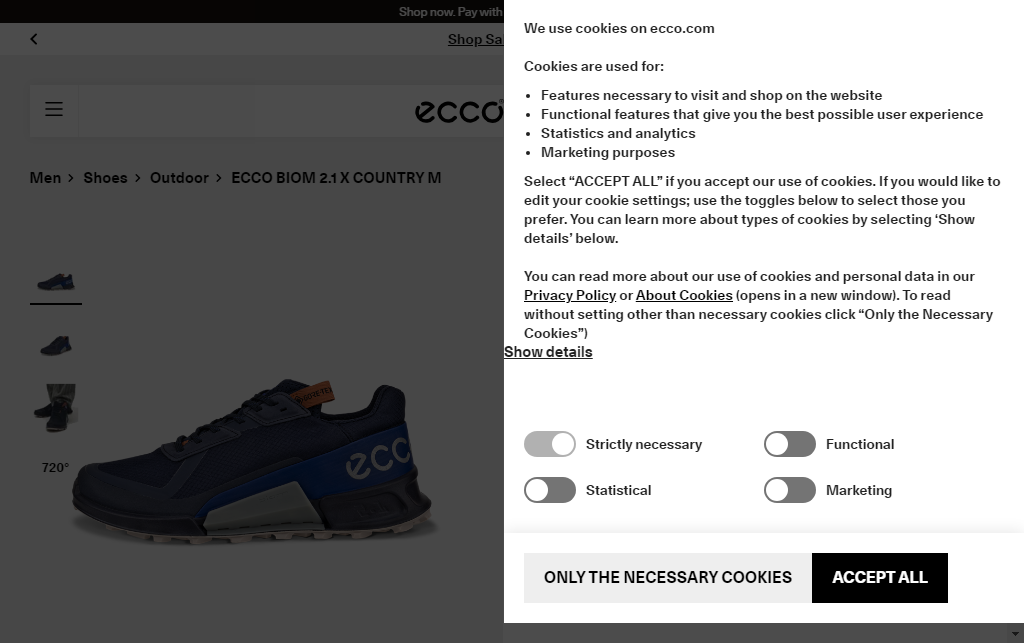 Shop now. Pay with
Shop Sal
ecco
Men > Shoes > Outdoor > ECCO BIOM 2.1 X COUNTRY M
720°
ecc
We use cookies on ecco.com
Cookies are used for:
• Features necessary to visit and shop on the website
• Functional features that give you the best possible user experience
• Statistics and analytics
• Marketing purposes
Select “ACCEPT ALL” if you accept our use of cookies. If you would like to
edit your cookie settings; use the toggles below to select those you
prefer. You can learn more about types of cookies by selecting ‘Show
details’ below.
You can read more about our use of cookies and personal data in our
Privacy Policy or About Cookies (opens in a new window). To read
without setting other than necessary cookies click “Only the Necessary
Cookies”)
Show details
Strictly necessary
Functional
Statistical
Marketing
ONLY THE NECESSARY COOKIES
ACCEPT ALL